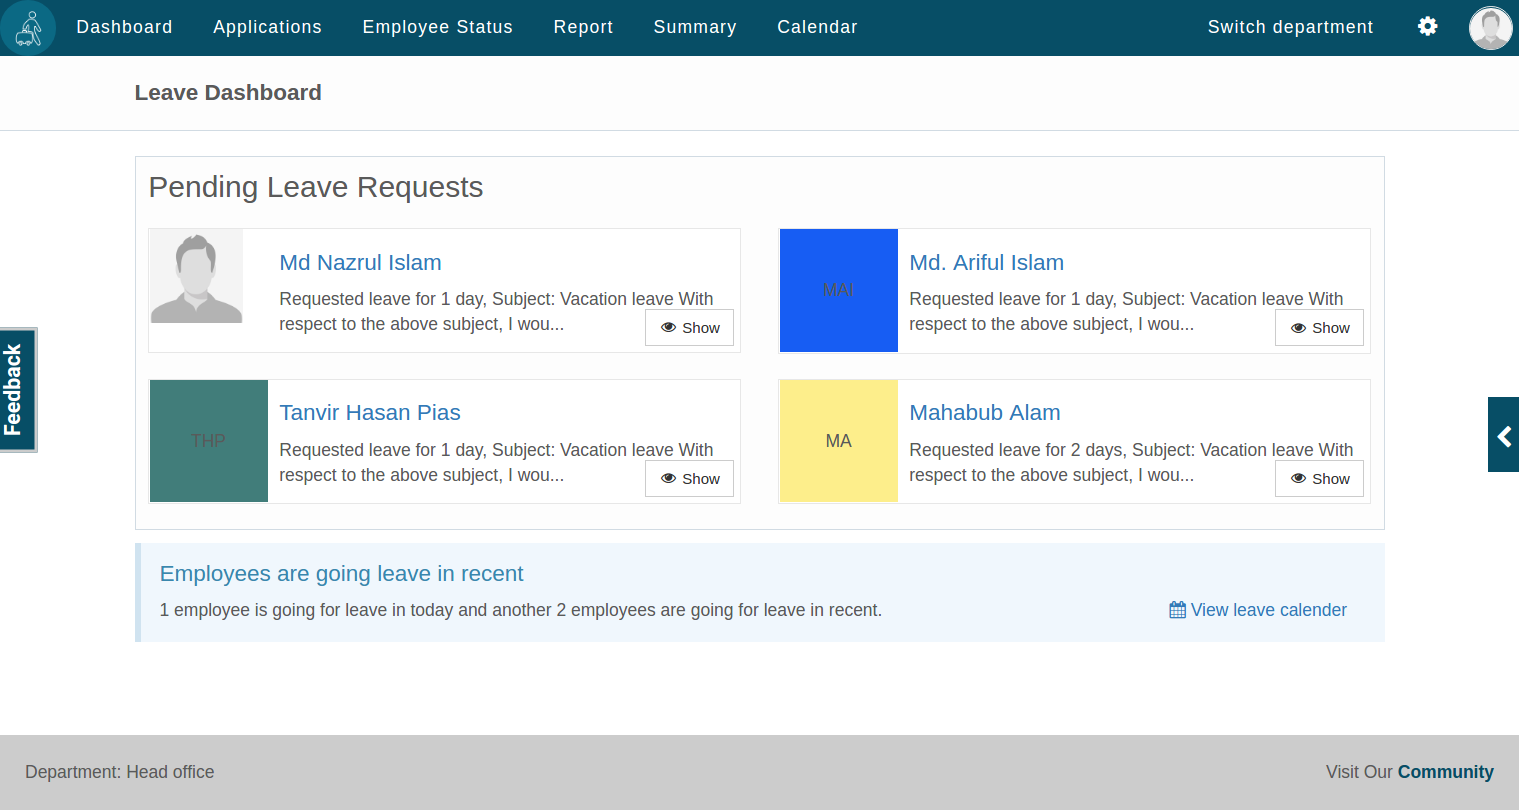 Dashboard Applications Employee Status Report Summary Calendar Switch department
Leave Dashboard
Pending Leave Requests
Md Nazrul Islam
Requested leave for 1 day, Subject: Vacation leave With
respect to the above subject, I wou...
Show
MAI
Md. Ariful Islam
Requested leave for 1 day, Subject: Vacation leave With
respect to the above subject, I wou...
Show
THP
Tanvir Hasan Pias
Requested leave for 1 day, Subject: Vacation leave With
respect to the above subject, I wou...
Show
MA
Mahabub Alam
Requested leave for 2 days, Subject: Vacation leave With
respect to the above subject, I wou...
Show
Feedback
Employees are going leave in recent
1 employee is going for leave in today and another 2 employees are going for leave in recent.
View leave calender
Department: Head office
Visit Our Community